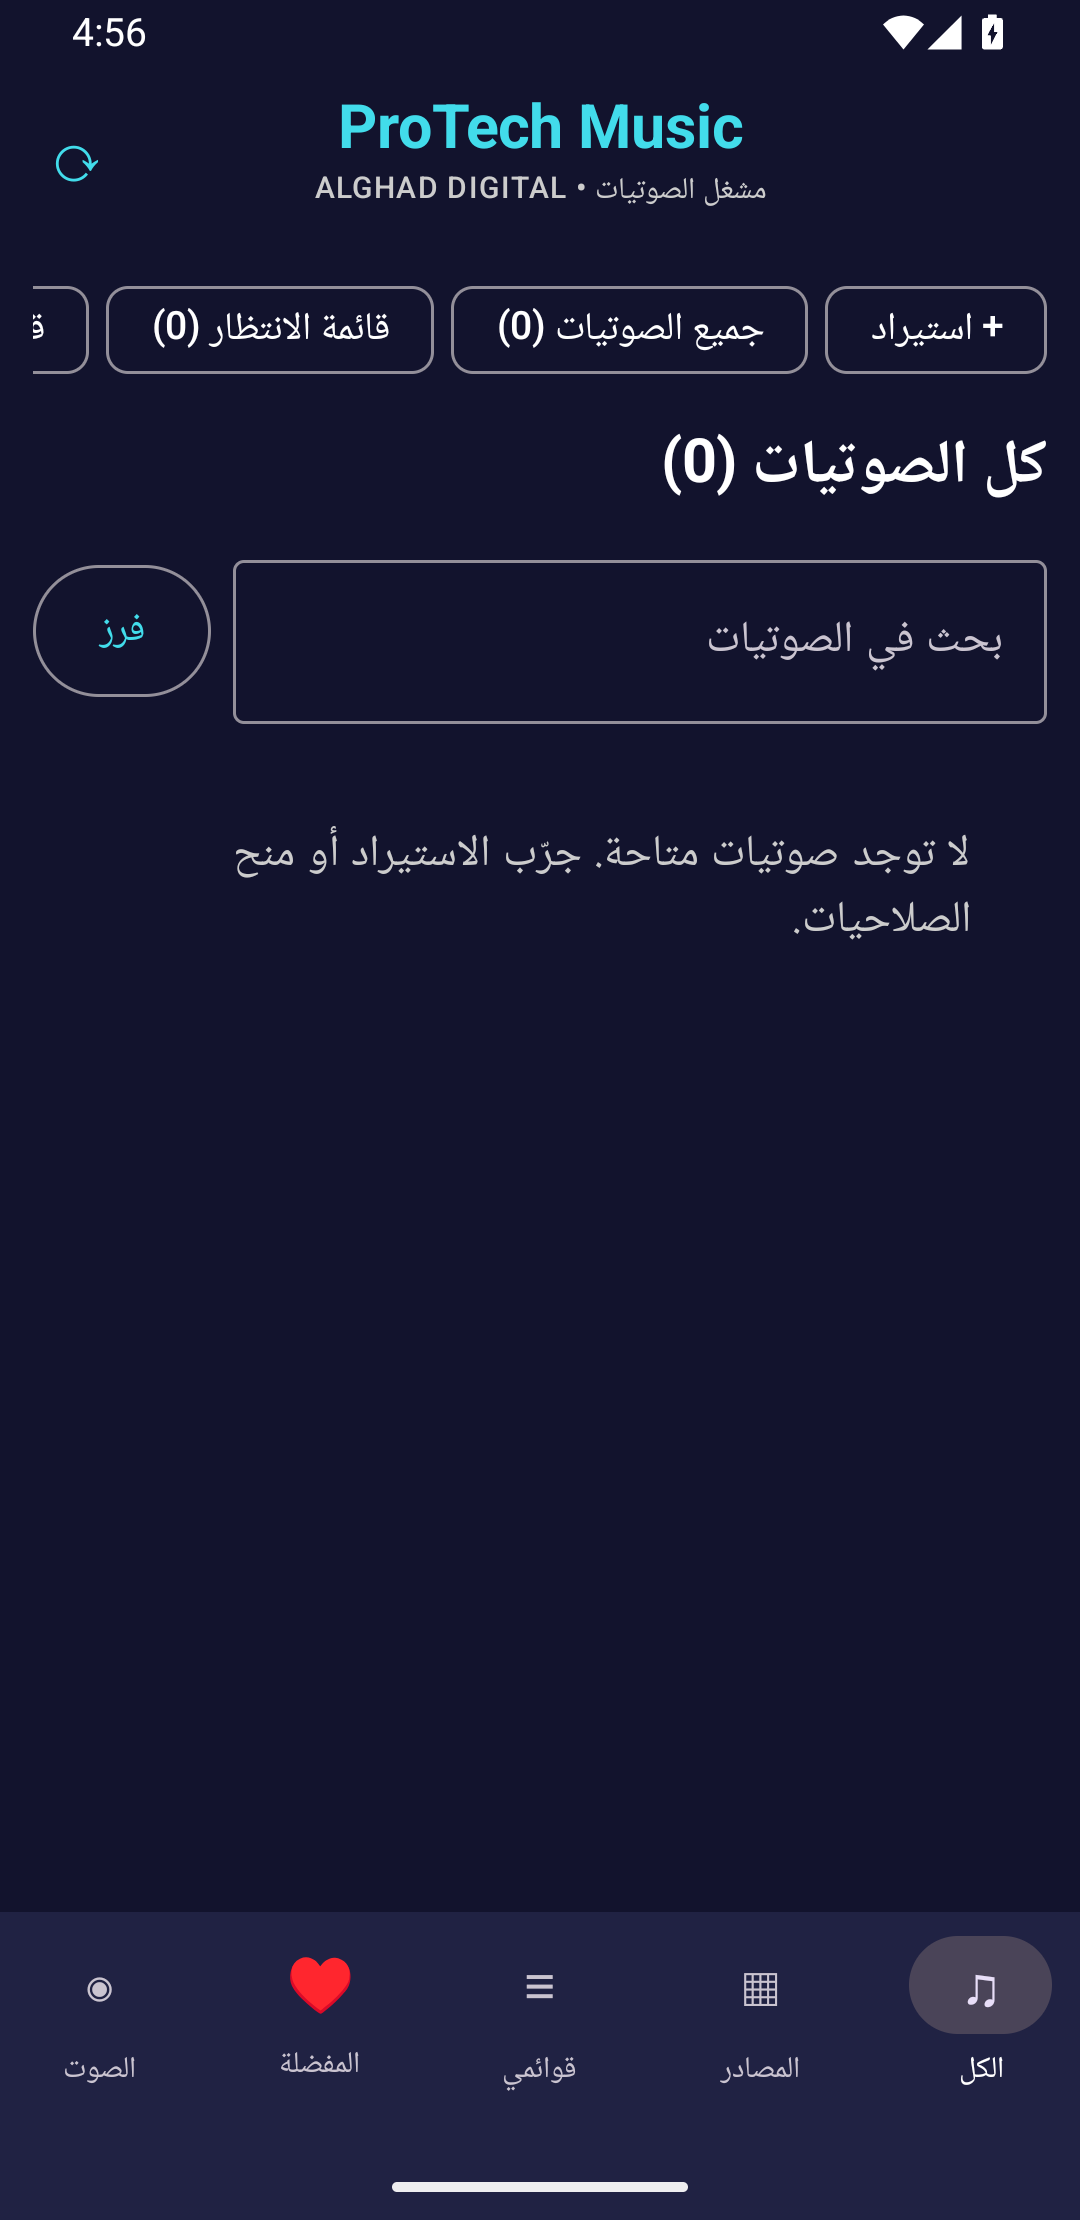 4:56
ProTech Music
ALGHAD DIGITAL • مشغل الصوتيات
+ استيراد
جميع الصوتيات (0)
قائمة الانتظار (0)
كل الصوتيات (0)
بحث في الصوتيات
فرز
لا توجد صوتيات متاحة. جرّب الاستيراد أو منح
الصلاحيات.
الكل
المصادر
قوائمي
المفضلة
الصوت